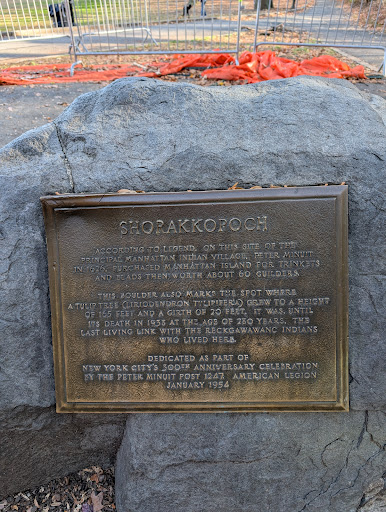 SHORAKKOPOCH
ACCORDING TO LEGEND, ON THIS SITE OF THE
PRINCIPAL MANHATTAN INDIAN VILLAGE, PETER MINUIT
IN 1626, PURCHASED MANHATTAN ISLAND FOR TRINKETS
AND BEADS THEN WORTH ABOUT 60 GUILDERS.
THIS BOULDER ALSO MARKS THE SPOT WHERE
A TULIP TREE (LIRIODENDRON TULIPIFERA) GREW TO A HEIGHT
OF 165 FEET AND A GIRTH OF 20 FEET. IT WAS, UNTIL
ITS DEATH IN 1933 AT THE AGE OF 280 YEARS, THE
LAST LIVING LINK WITH THE RECKGAWAWANC INDIANS
WHO LIVED HERE.
DEDICATED AS PART OF
NEW YORK CITY'S 300TH ANNIVERSARY CELEBRATION
BY THE PETER MINUIT POST 1247, AMERICAN LEGION
JANUARY 1954